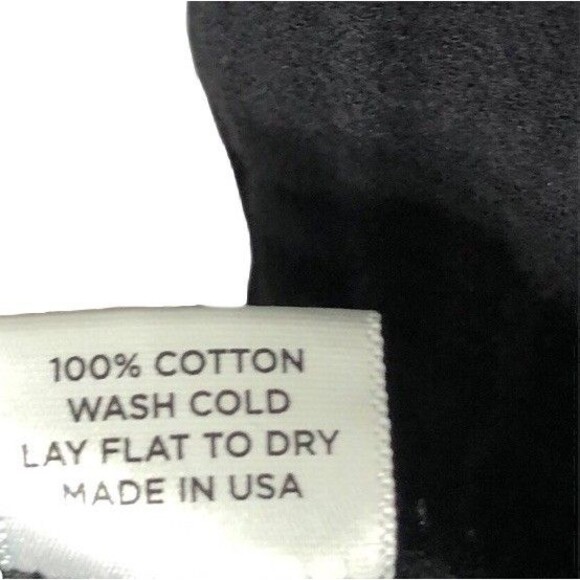 100% COTTON
WASH COLD
LAY FLAT TO DRY
MADE IN USA